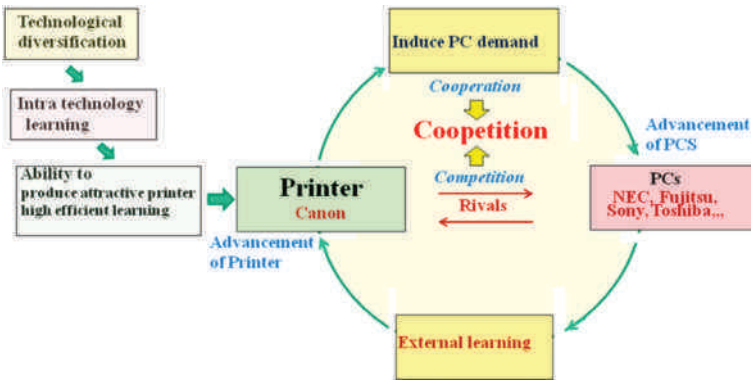 Technological
diversification
Intra technology
learning
Ability to
produce attractive printer
high efficient learning
Induce PC demand
Cooperation
Coopetition
Competition
Rivals
Printer
Canon
Advancement
of Printer
Advancement
of PCS
PCs
NEC, Fujitsu,
Sony, Toshiba,,,
External learning